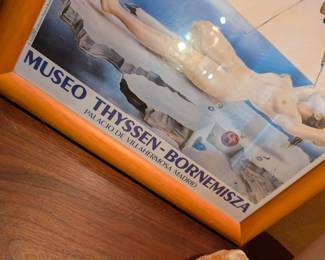 MUSEO THYSSEN-BORNEMISZA
PALACIO DE VILLAHERMOSA. MADRID